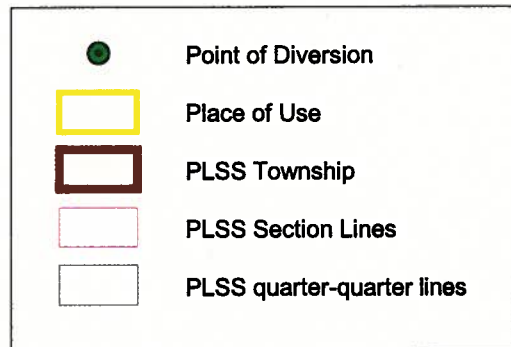 Point of Diversion
Place of Use
PLSS Township
PLSS Section Lines
PLSS quarter-quarter lines